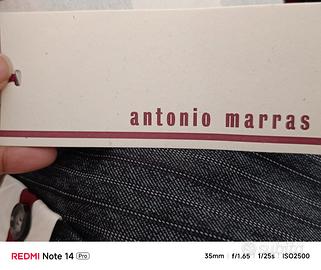 antonio marras
REDMI Note 14 Pro
35mm f/1.65 1/25s ISO2500